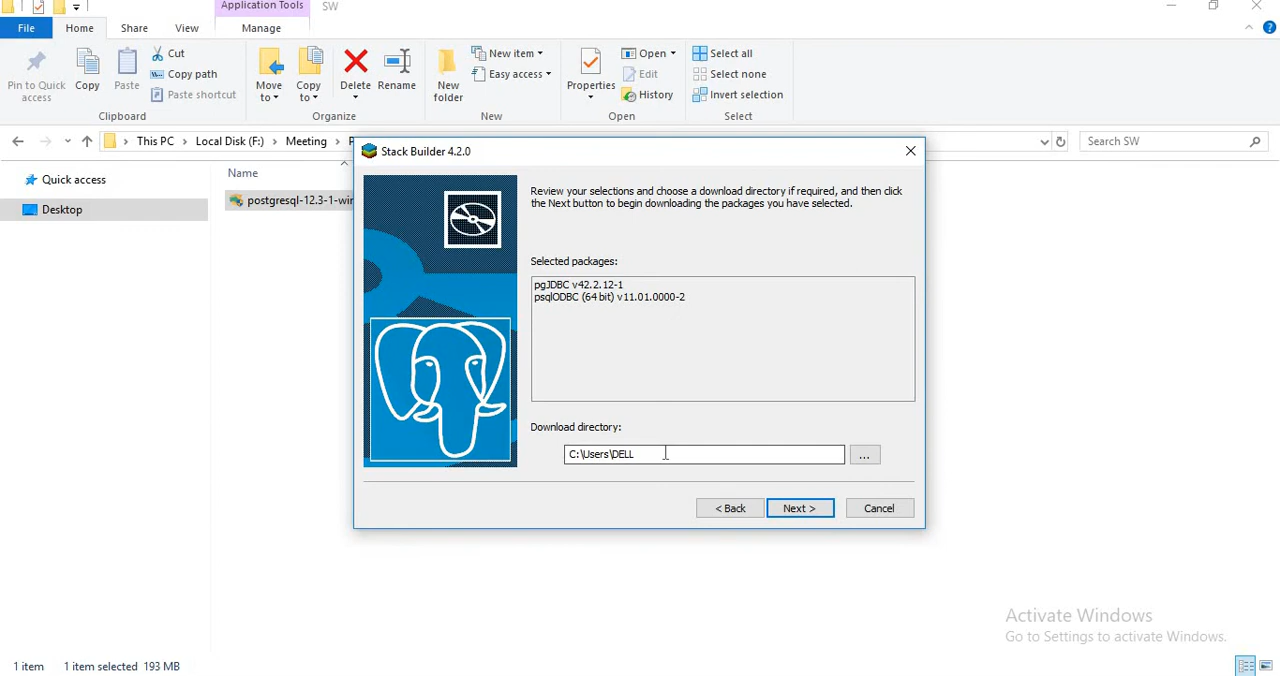 Application Tools SW
File Home Share View Manage
Pin to Quick access
Copy
Paste
Cut
Copy path
Paste shortcut
Clipboard
Move to
Copy to
Delete
Rename
Organize
New folder
New item
Easy access
New
Properties
Open
Edit
History
Open
Select all
Select none
Invert selection
Select
This PC > Local Disk (F:) > Meeting > P
Search SW
Quick access
Desktop
Name
postgresql-12.3-1-win
Stack Builder 4.2.0
Review your selections and choose a download directory if required, and then click
the Next button to begin downloading the packages you have selected.
Selected packages:
pgJDBC v42.2.12-1
psqlODBC (64 bit) v11.01.0000-2
Download directory:
C:\Users\DELL
...
< Back Next > Cancel
Activate Windows
Go to Settings to activate Windows.
1 item 1 item selected 193 MB